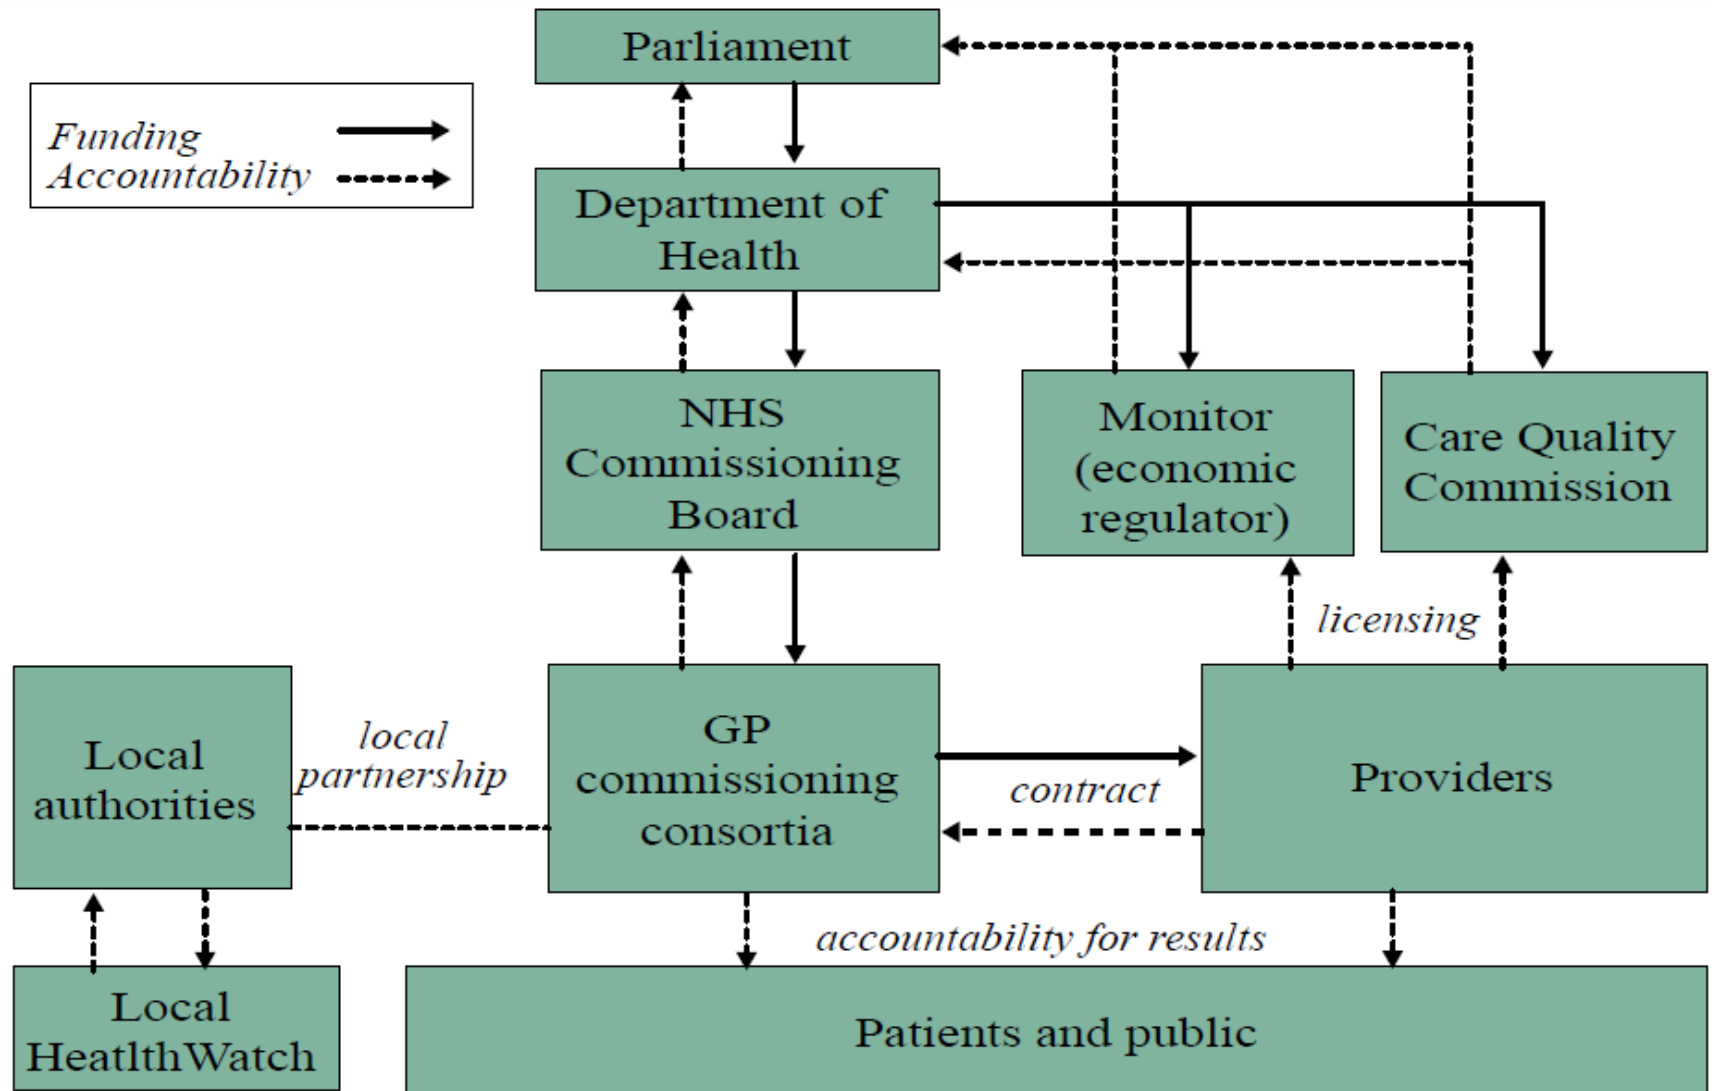 Parliament
Funding
Accountability
Department of
Health
NHS
Commissioning
Board
Monitor
(economic
regulator)
Care Quality
Commission
licensing
Local
authorities
local
partnership
GP
commissioning
consortia
contract
Providers
accountability for results
Local
HeatlthWatch
Patients and public